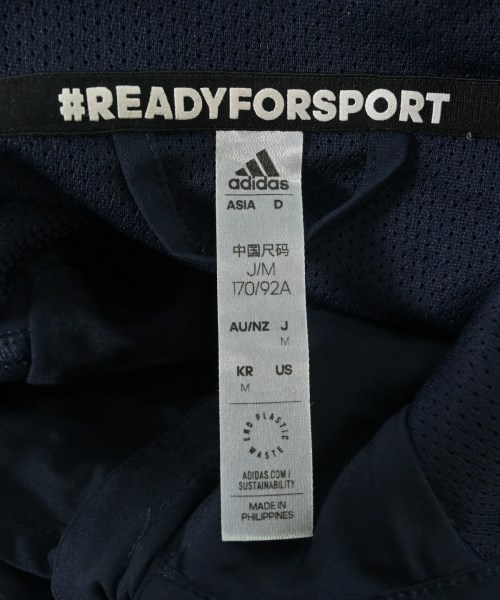 #READYFORSPORT
adidas
ASIA D
中国尺码
J/M
170/92A
AU/NZ J
M
KR US
M
END PLASTIC WASTE
ADIDAS.COM/
SUSTAINABILITY
MADE IN
PHILIPPINES